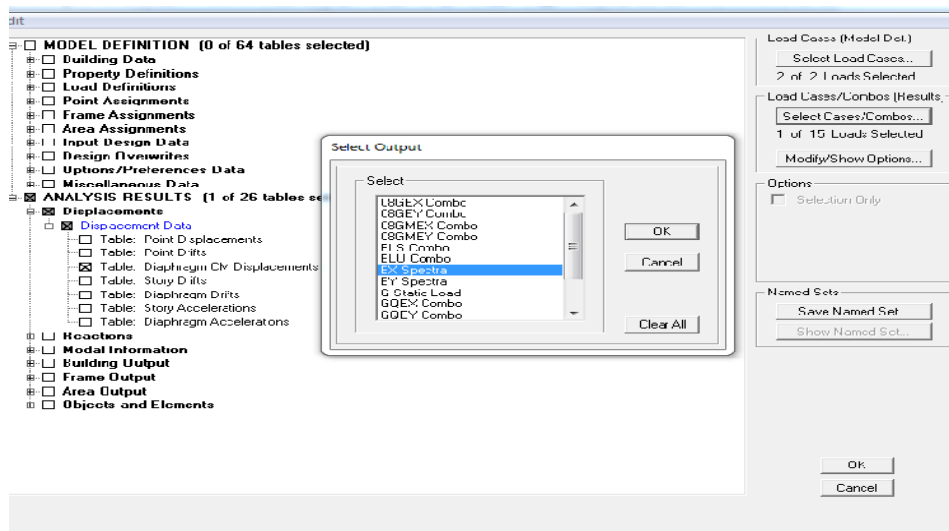 dit
MODEL DEFINITION (0 of 64 tables selected)
Building Data
Property Definitions
Load Definitions
Point Assignments
Frame Assignments
Area Assignments
Input Design Data
Design Overwrites
Options/Preferences Data
Miscellaneous Data
ANALYSIS RESULTS (1 of 26 tables se
Displacements
Displacement Data
Table: Point Displacements
Table: Point Drifts
Table: Diaphragm CM Displacements
Table: Story Drifts
Table: Diaphragm Drifts
Table: Story Accelerations
Table: Diaphragm Accelerations
Reactions
Modal Information
Building Output
Frame Output
Area Output
Objects and Elements
Select Output
Select
C8GEY Combo
C8GMEX Combo
C8GMEY Combo
ELS Combo
ELU Combo
EX Spectra
EY Spectra
G Static Load
GQEX Combo
GQEY Combo
OK
Cancel
Clear All
Load Cases (Model Def.)
Select Load Cases...
2 of 2 Loads Selected
Load Cases/Combos (Results)
Select Cases/Combos...
1 of 15 Loads Selected
Modify/Show Options...
Options
Selection Only
Named Sets
Save Named Set
Show Named Set...
OK
Cancel